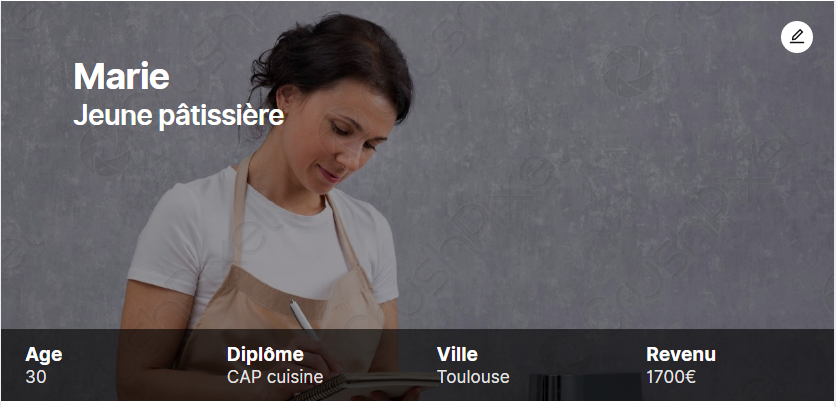 Marie
Jeune pâtissière
Age
30
Diplôme
CAP cuisine
Ville
Toulouse
Revenu
1700€